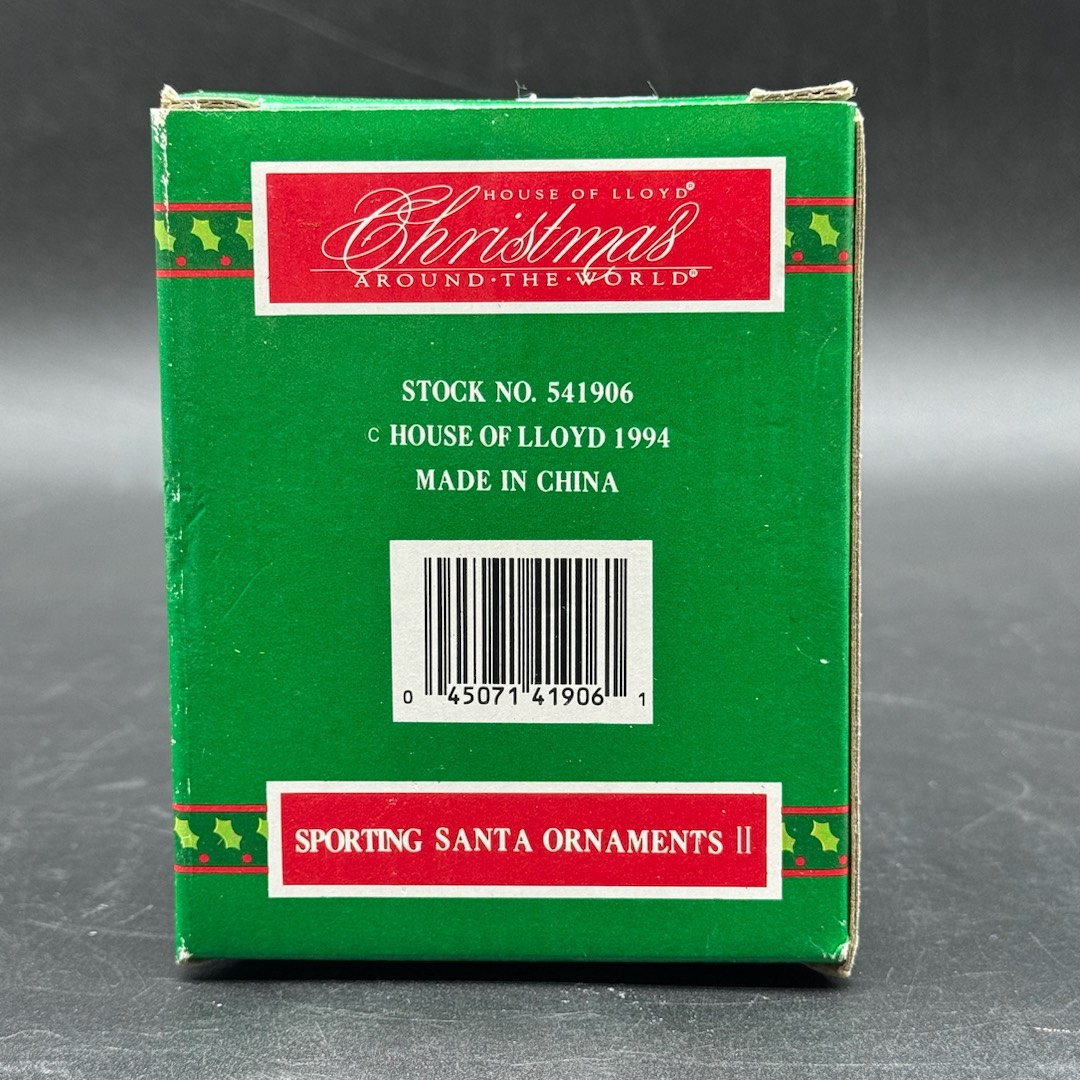 HOUSE OF LLOYD®
Christmas
AROUND·THE·WORLD®
STOCK NO. 541906
© HOUSE OF LLOYD 1994
MADE IN CHINA
0 45071 41906 1
SPORTING SANTA ORNAMENTS II